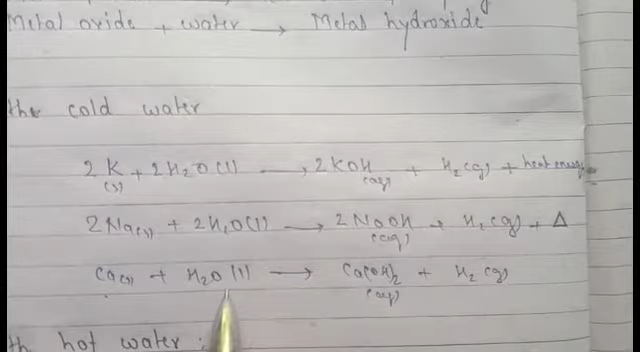 Metal oxide + water → Metal hydroxide
the cold water
2K(s) + 2H₂O(l) → 2KOH(aq) + H₂(g) + heat energy
2Na(s) + 2H₂O(l) → 2NaOH(aq) + H₂(g) + Δ
Ca(s) + H₂O(l) → Ca(OH)₂(aq) + H₂(g)
th hot water :